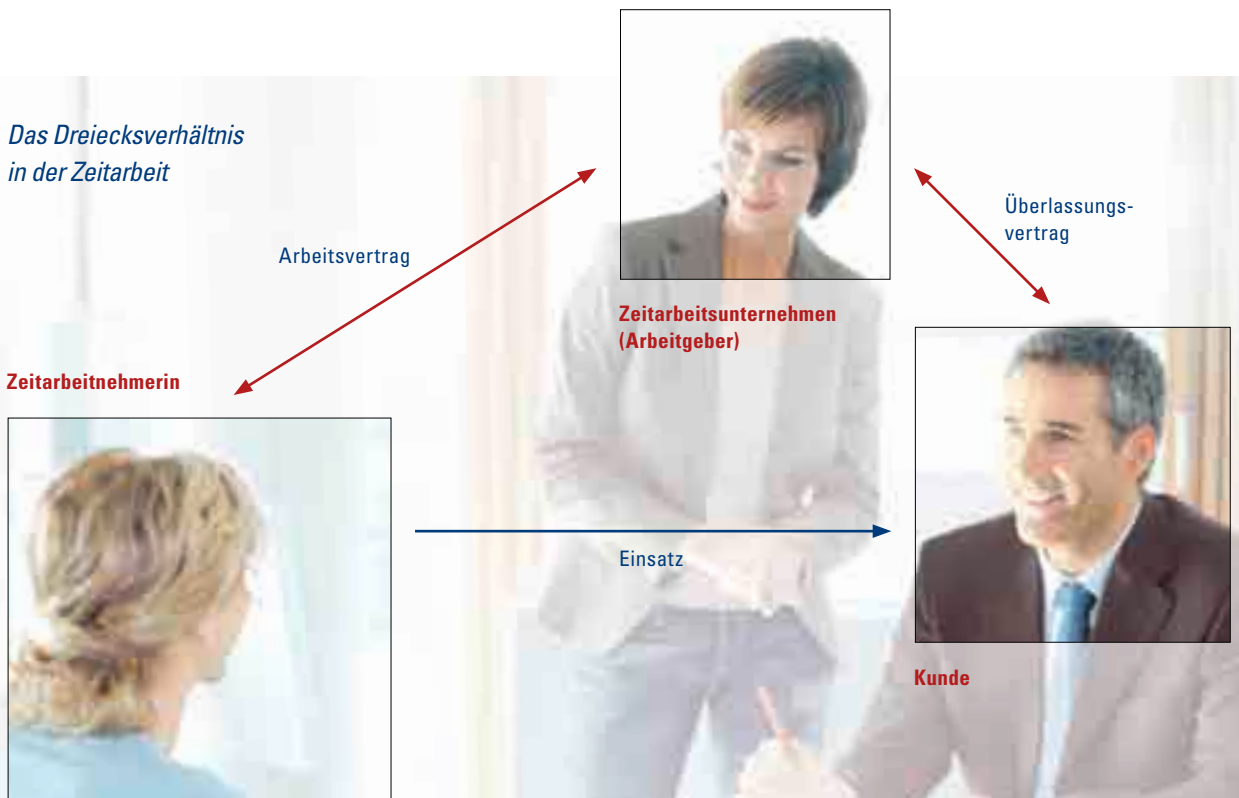 Das Dreiecksverhältnis
in der Zeitarbeit
Arbeitsvertrag
Überlassungs-
vertrag
Zeitarbeitsunternehmen
(Arbeitgeber)
Zeitarbeitnehmerin
Einsatz
Kunde